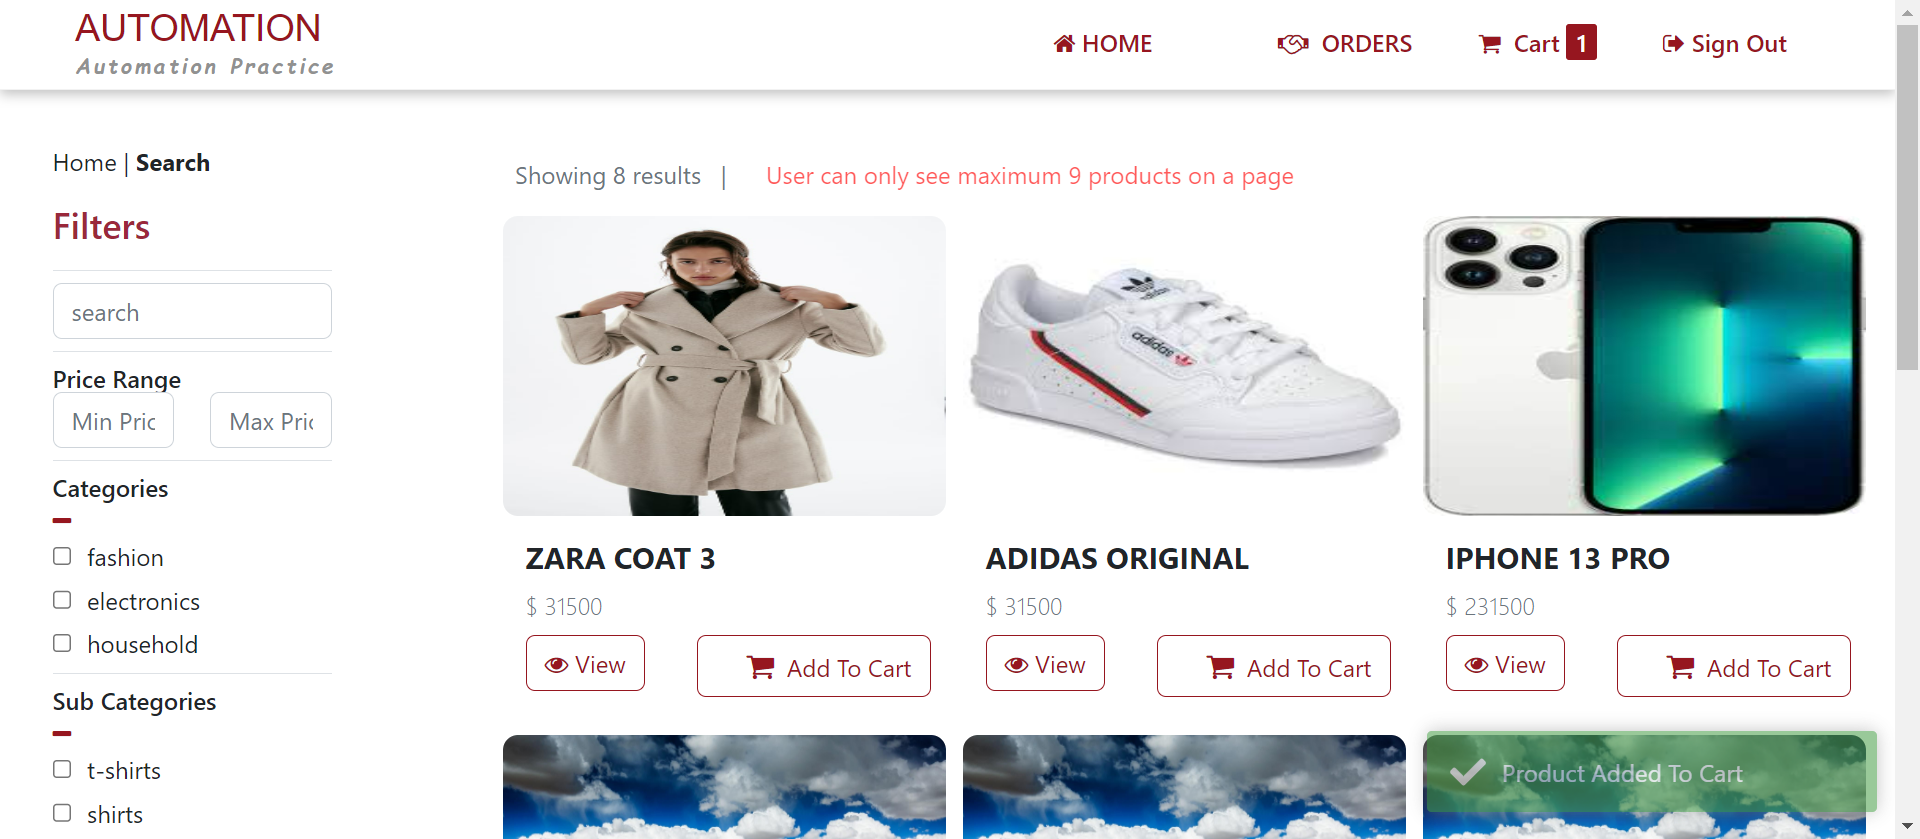 AUTOMATION
Automation Practice
HOME
ORDERS
Cart 1
Sign Out
Home | Search
Showing 8 results |
User can only see maximum 9 products on a page
Filters
search
Price Range
Min Pric
Max Pric
Categories
fashion
electronics
household
Sub Categories
t-shirts
shirts
adidas
adidas
ZARA COAT 3
$ 31500
View
Add To Cart
ADIDAS ORIGINAL
$ 31500
View
Add To Cart
IPHONE 13 PRO
$ 231500
View
Add To Cart
Product Added To Cart